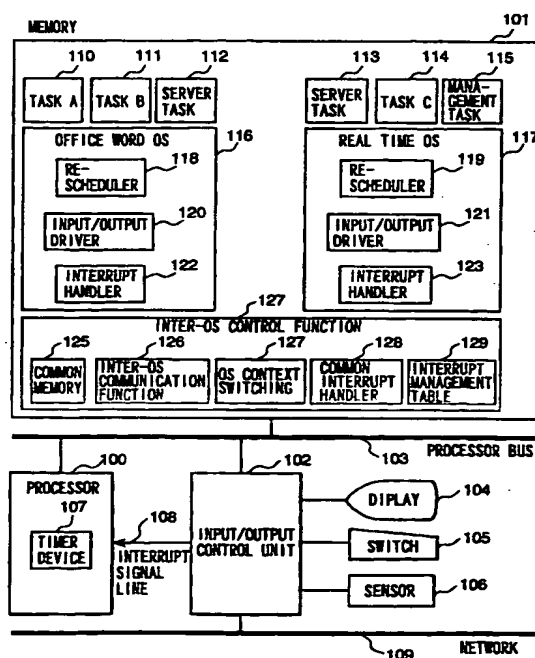 MEMORY
101
110 111 112 113 114 115
TASK A
TASK B
SERVER
TASK
SERVER
TASK
TASK C
MANA-
GEMENT
TASK
116
117
OFFICE WORD OS
REAL TIME OS
118
119
RE-
SCHEDULER
RE-
SCHEDULER
120
121
INPUT/OUTPUT
DRIVER
INPUT/OUTPUT
DRIVER
122
123
INTERRUPT
HANDLER
INTERRUPT
HANDLER
127
INTER-OS CONTROL FUNCTION
125 126 127 128 129
COMMON
MEMORY
INTER-OS
COMMUNICATION
FUNCTION
OS CONTEXT
SWITCHING
COMMON
INTERRUPT
HANDLER
INTERRUPT
MANAGEMENT
TABLE
103
PROCESSOR BUS
100
102
PROCESSOR
107
TIMER
DEVICE
108
INTERRUPT
SIGNAL
LINE
INPUT/OUTPUT
CONTROL UNIT
DIPLAY
104
SWITCH
105
SENSOR
106
NETWORK
109